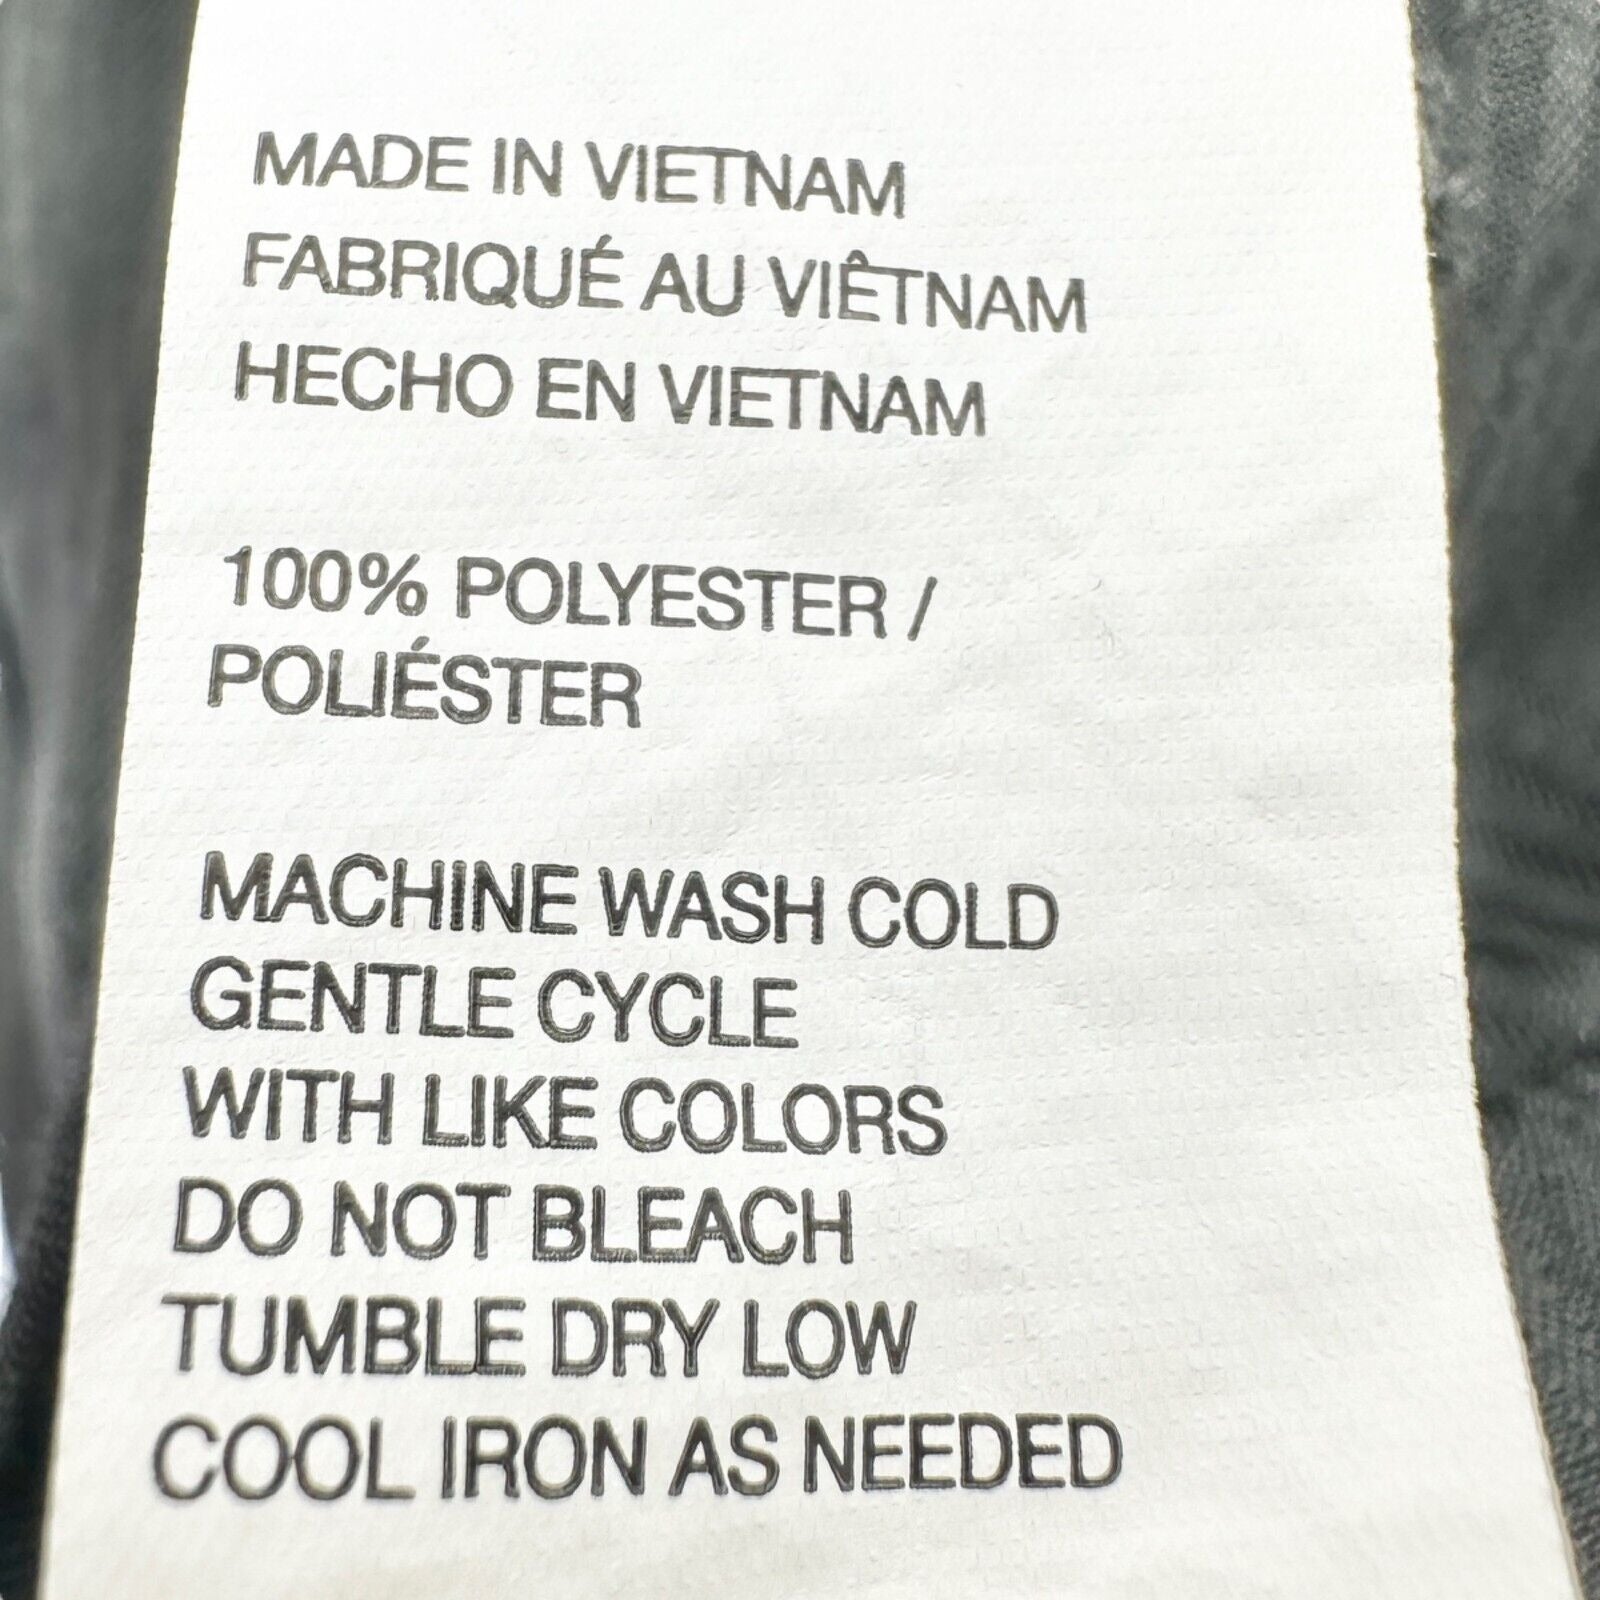 MADE IN VIETNAM
FABRIQUÉ AU VIÊTNAM
HECHO EN VIETNAM
100% POLYESTER /
POLIÉSTER
MACHINE WASH COLD
GENTLE CYCLE
WITH LIKE COLORS
DO NOT BLEACH
TUMBLE DRY LOW
COOL IRON AS NEEDED